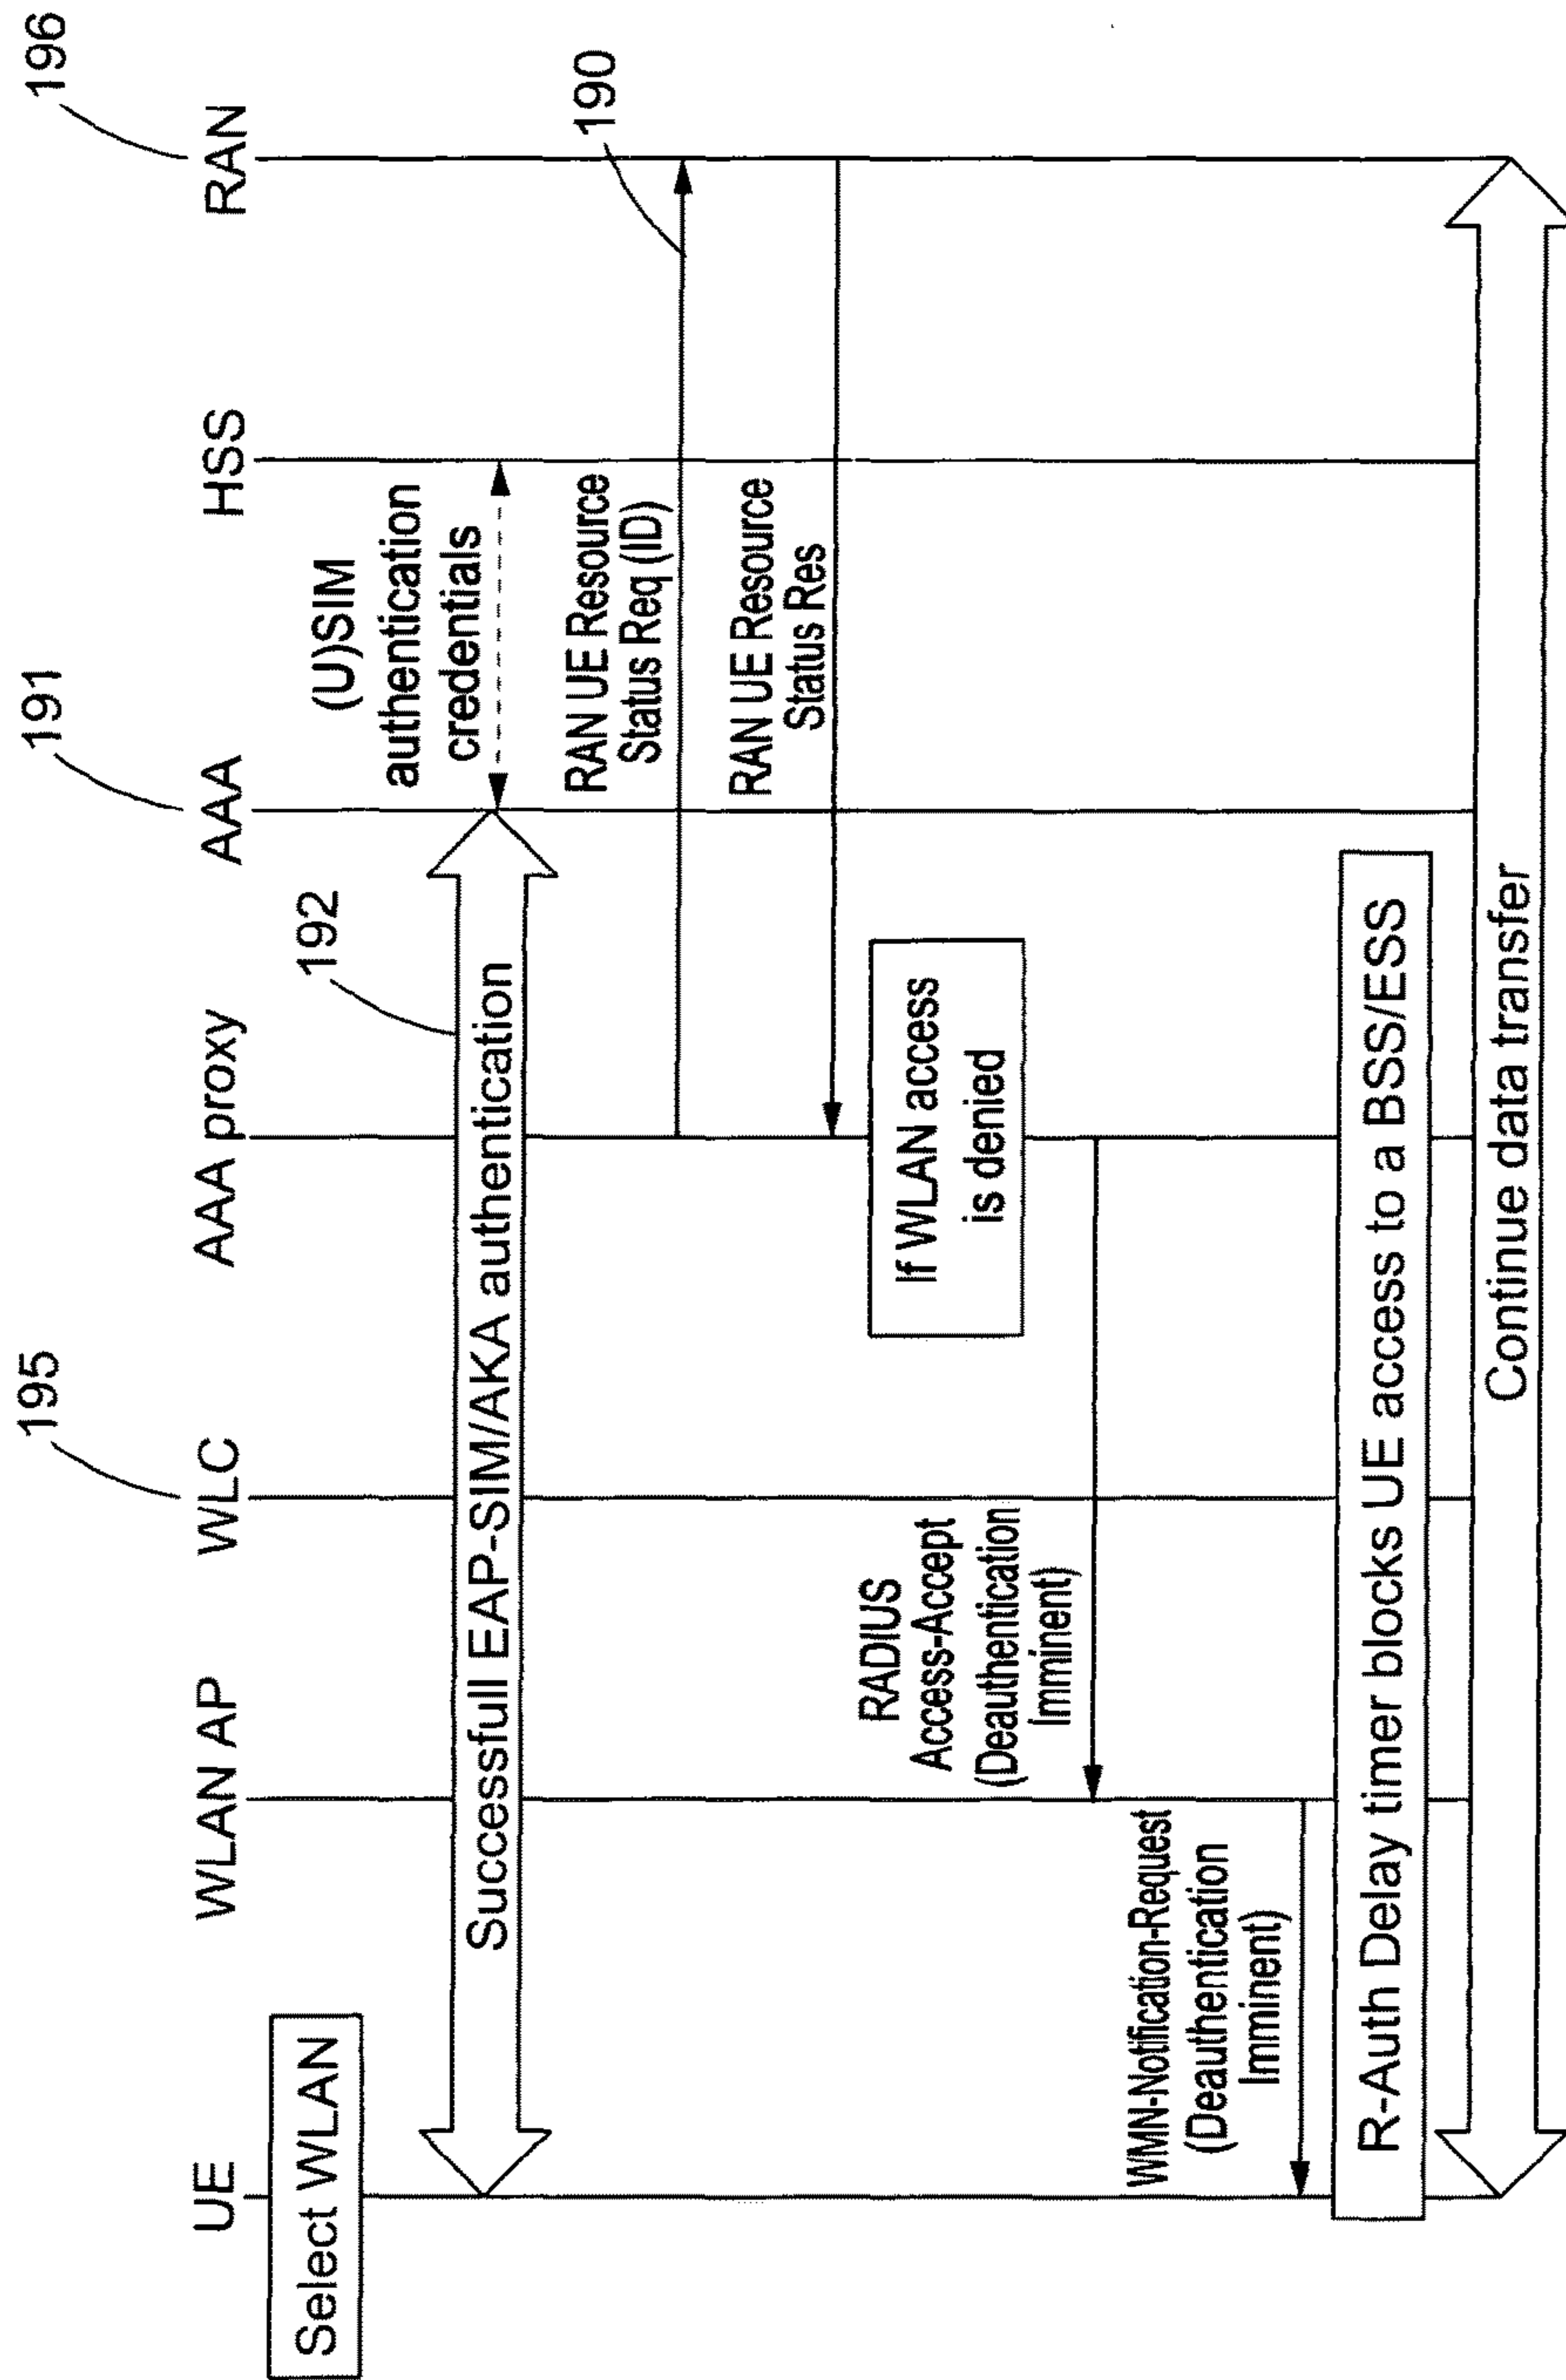 195
191
196
UE
WLAN AP
WLC
AAA proxy
AAA
HSS
RAN
Select WLAN
(U)SIM
authentication
credentials
192
Successfull EAP-SIM/AKA authentication
190
RAN UE Resource
Status Req (ID)
RAN UE Resource
Status Res
If WLAN access
is denied
RADIUS
Access-Accept
(Deauthentication
Imminent)
WMN-Notification-Request
(Deauthentication
Imminent)
R-Auth Delay timer blocks UE access to a BSS/ESS
Continue data transfer